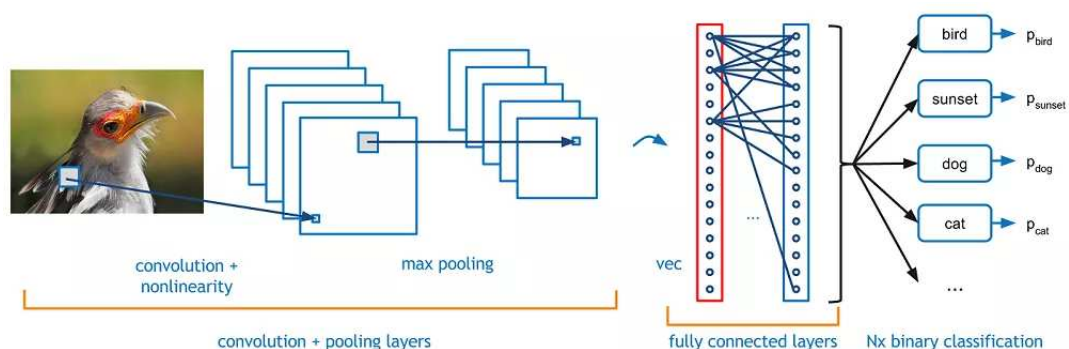 bird
p_bird
sunset
p_sunset
dog
p_dog
cat
p_cat
...
...
convolution +
nonlinearity
max pooling
vec
convolution + pooling layers
fully connected layers
Nx binary classification